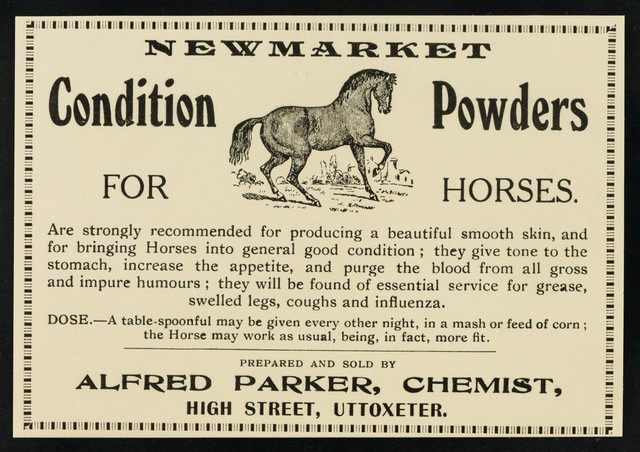 NEWMARKET
Condition Powders
FOR HORSES.
Are strongly recommended for producing a beautiful smooth skin, and
for bringing Horses into general good condition ; they give tone to the
stomach, increase the appetite, and purge the blood from all gross
and impure humours ; they will be found of essential service for grease,
swelled legs, coughs and influenza.
DOSE.—A table-spoonful may be given every other night, in a mash or feed of corn ;
the Horse may work as usual, being, in fact, more fit.
PREPARED AND SOLD BY
ALFRED PARKER, CHEMIST,
HIGH STREET, UTTOXETER.